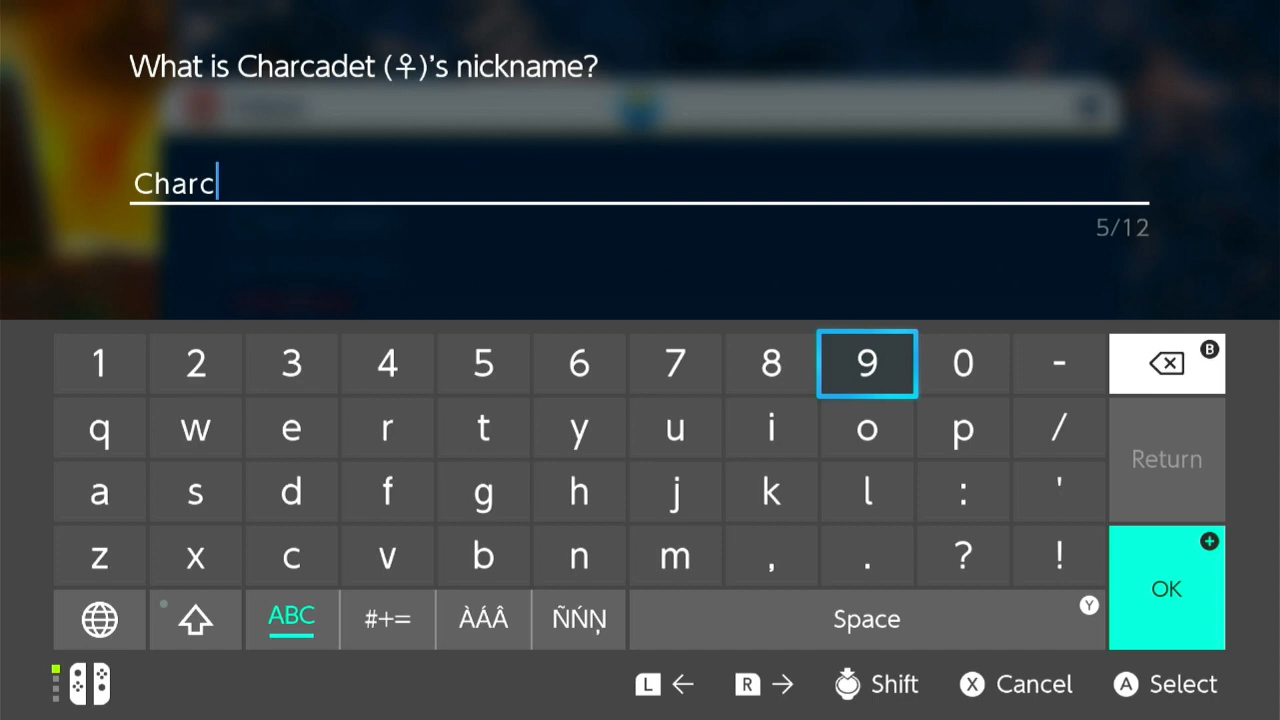 What is Charcadet (♀)'s nickname?
Charc
5/12
1 2 3 4 5 6 7 8 9 0 - B
q w e r t y u i o p / Return
a s d f g h j k l : '
z x c v b n m , . ? ! + OK
ABC #+= ÀÁÂ ÑŃŅ Space Y
L ← R → Shift X Cancel A Select